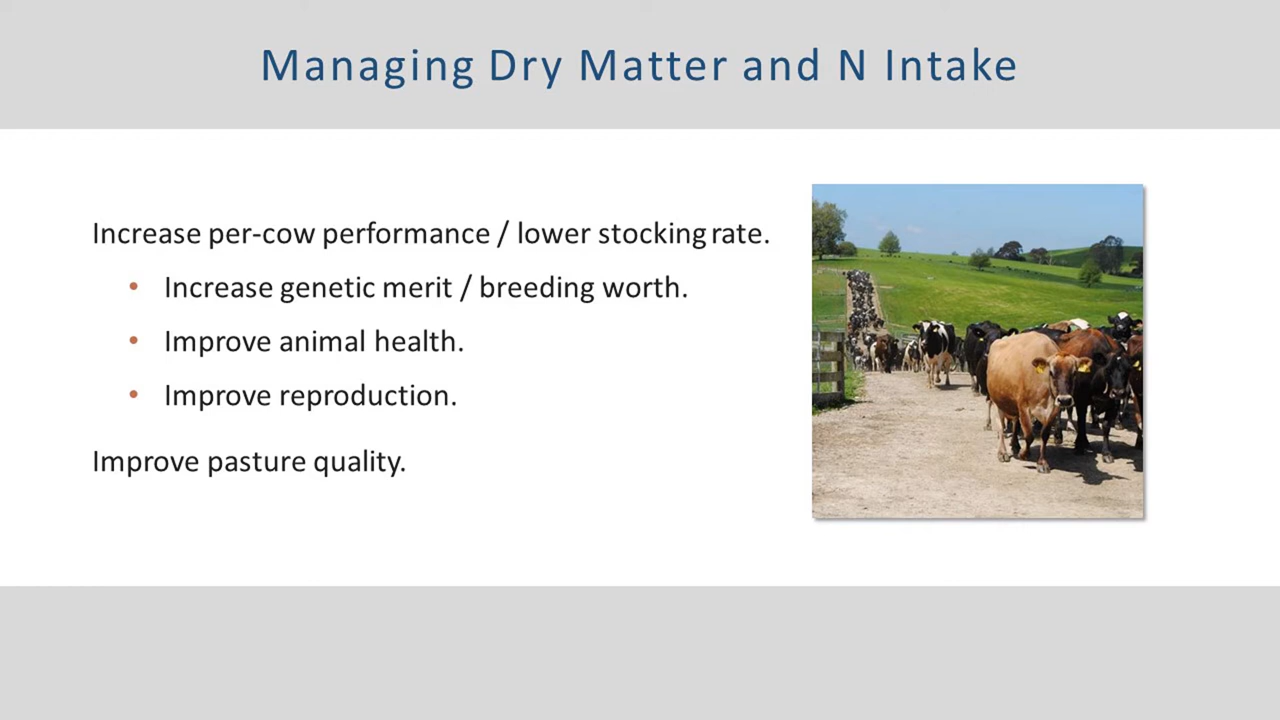 Managing Dry Matter and N Intake
Increase per-cow performance / lower stocking rate.
• Increase genetic merit / breeding worth.
• Improve animal health.
• Improve reproduction.
Improve pasture quality.